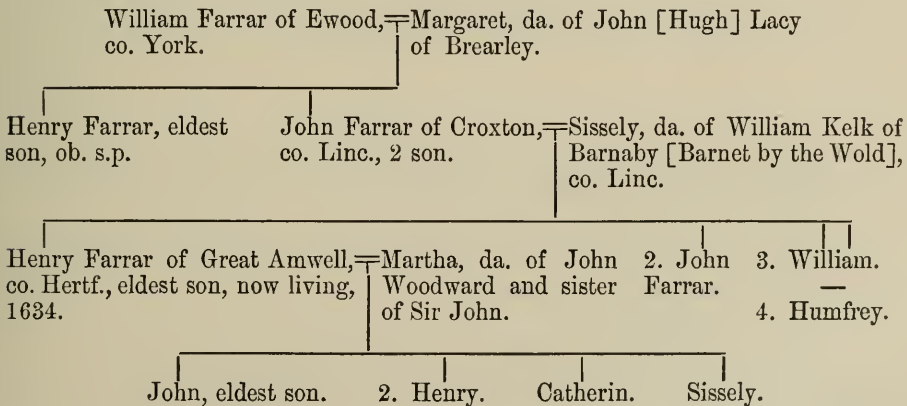 William Farrar of Ewood,=Margaret, da. of John [Hugh] Lacy
co. York. of Brearley.
Henry Farrar, eldest
son, ob. s.p.
John Farrar of Croxton,=Sissely, da. of William Kelk of
co. Linc., 2 son. Barnaby [Barnet by the Wold],
co. Linc.
Henry Farrar of Great Amwell,=Martha, da. of John
co. Hertf., eldest son, now living, Woodward and sister
1634. of Sir John.
2. John
Farrar.
3. William.
—
4. Humfrey.
John, eldest son. 2. Henry. Catherin. Sissely.